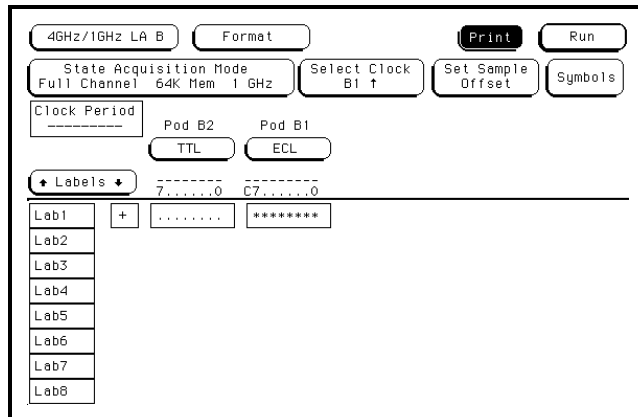 4GHz/1GHz LA B Format Print Run
State Acquisition Mode
Full Channel 64K Mem 1 GHz
Select Clock
B1 ↑
Set Sample
Offset
Symbols
Clock Period
---------
Pod B2 Pod B1
TTL ECL
-------- --------
↑ Labels ↓ 7......0 C7......0
Lab1 + ........ ********
Lab2
Lab3
Lab4
Lab5
Lab6
Lab7
Lab8